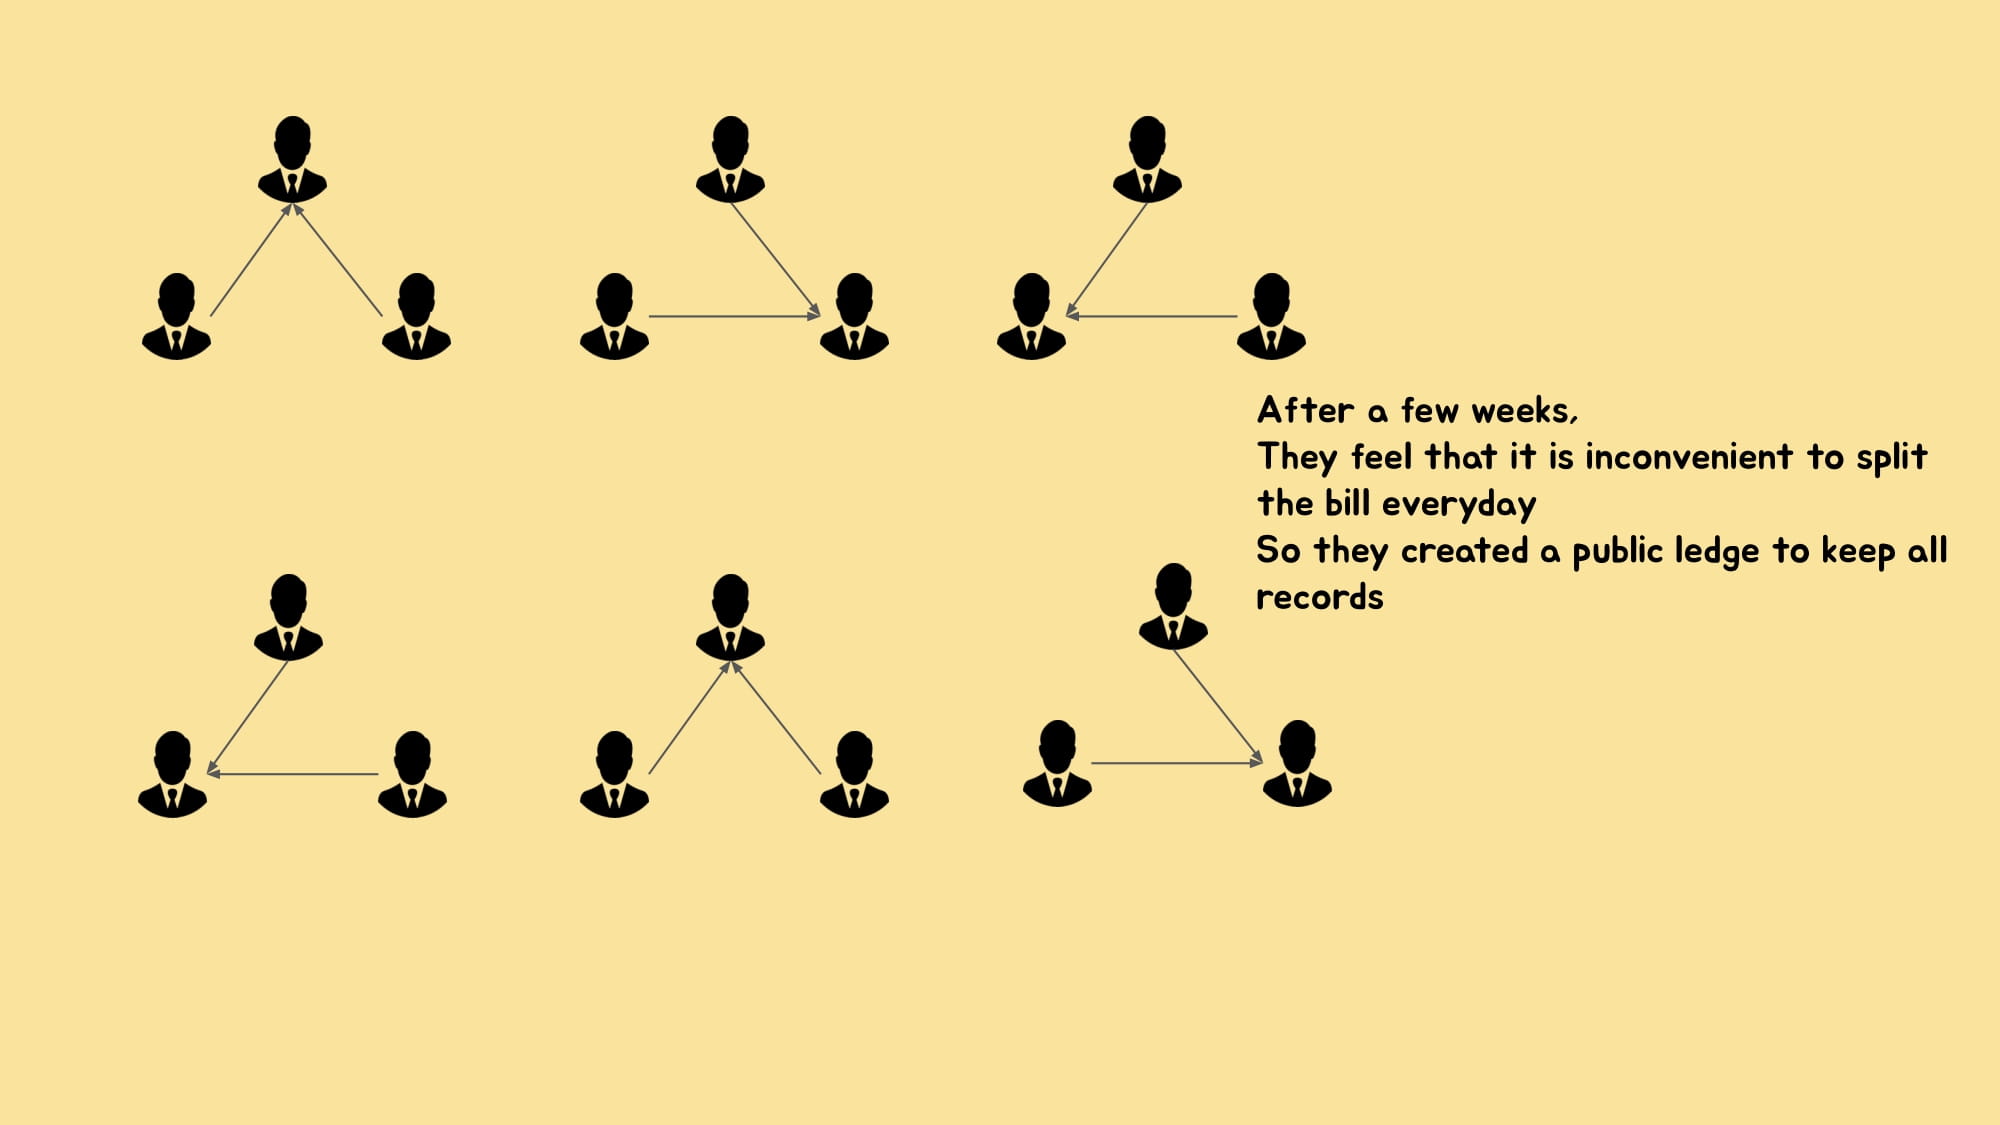 After a few weeks,
They feel that it is inconvenient to split
the bill everyday
So they created a public ledge to keep all
records